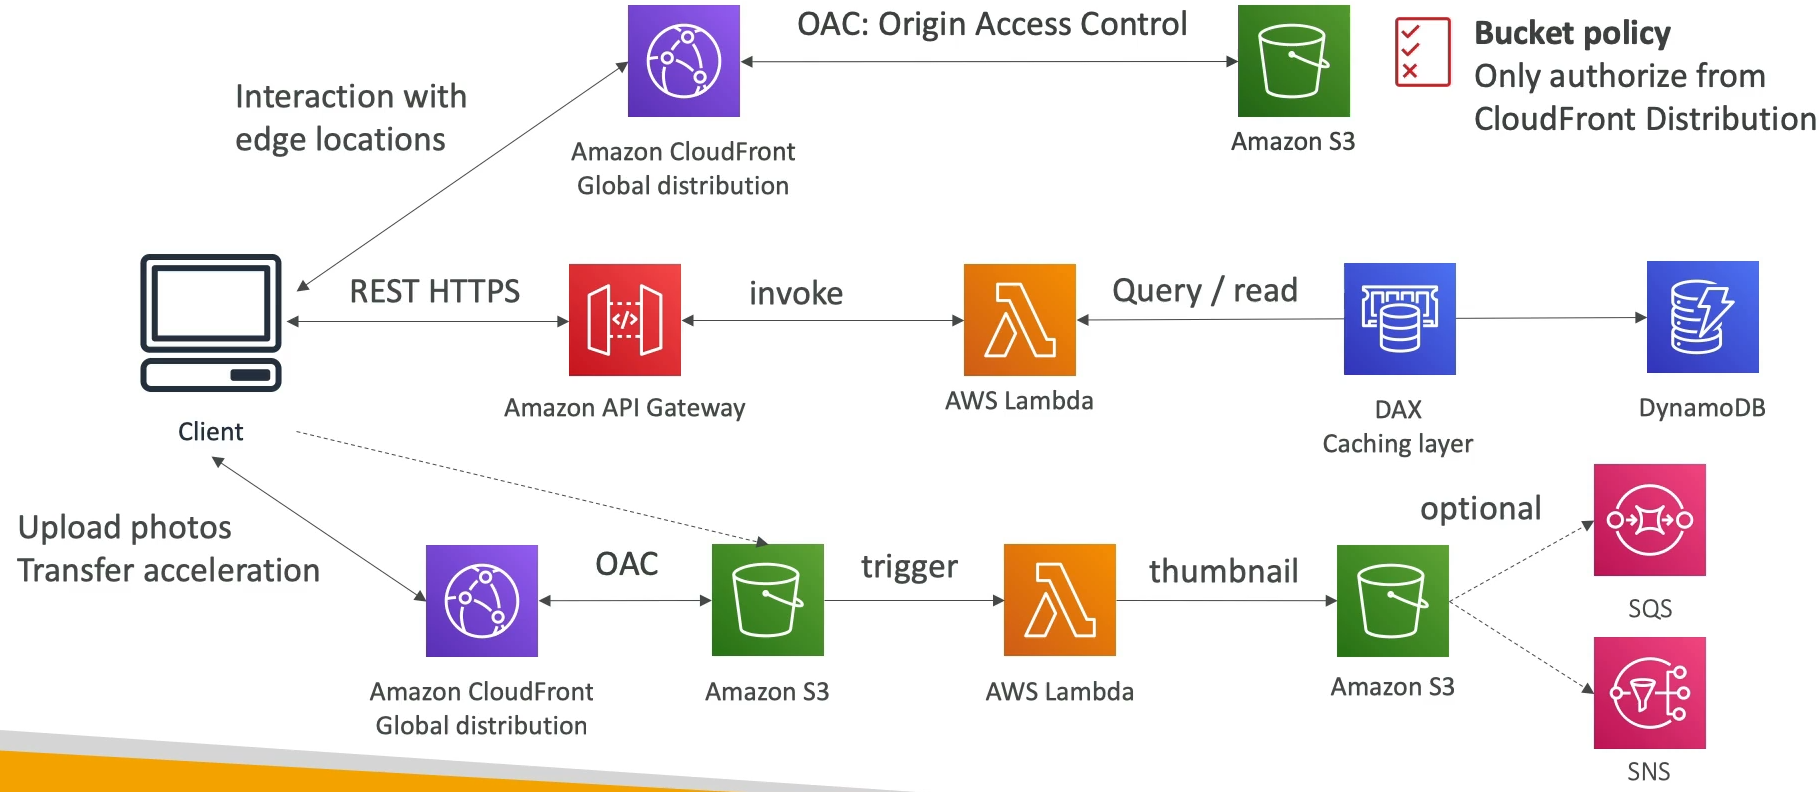 OAC: Origin Access Control
Bucket policy
Only authorize from
CloudFront Distribution
Interaction with
edge locations
Amazon CloudFront
Global distribution
Amazon S3
REST HTTPS
invoke
Query / read
</>
Amazon API Gateway
AWS Lambda
DAX
Caching layer
DynamoDB
Client
Upload photos
Transfer acceleration
OAC
trigger
thumbnail
optional
Amazon CloudFront
Global distribution
Amazon S3
AWS Lambda
Amazon S3
SQS
SNS